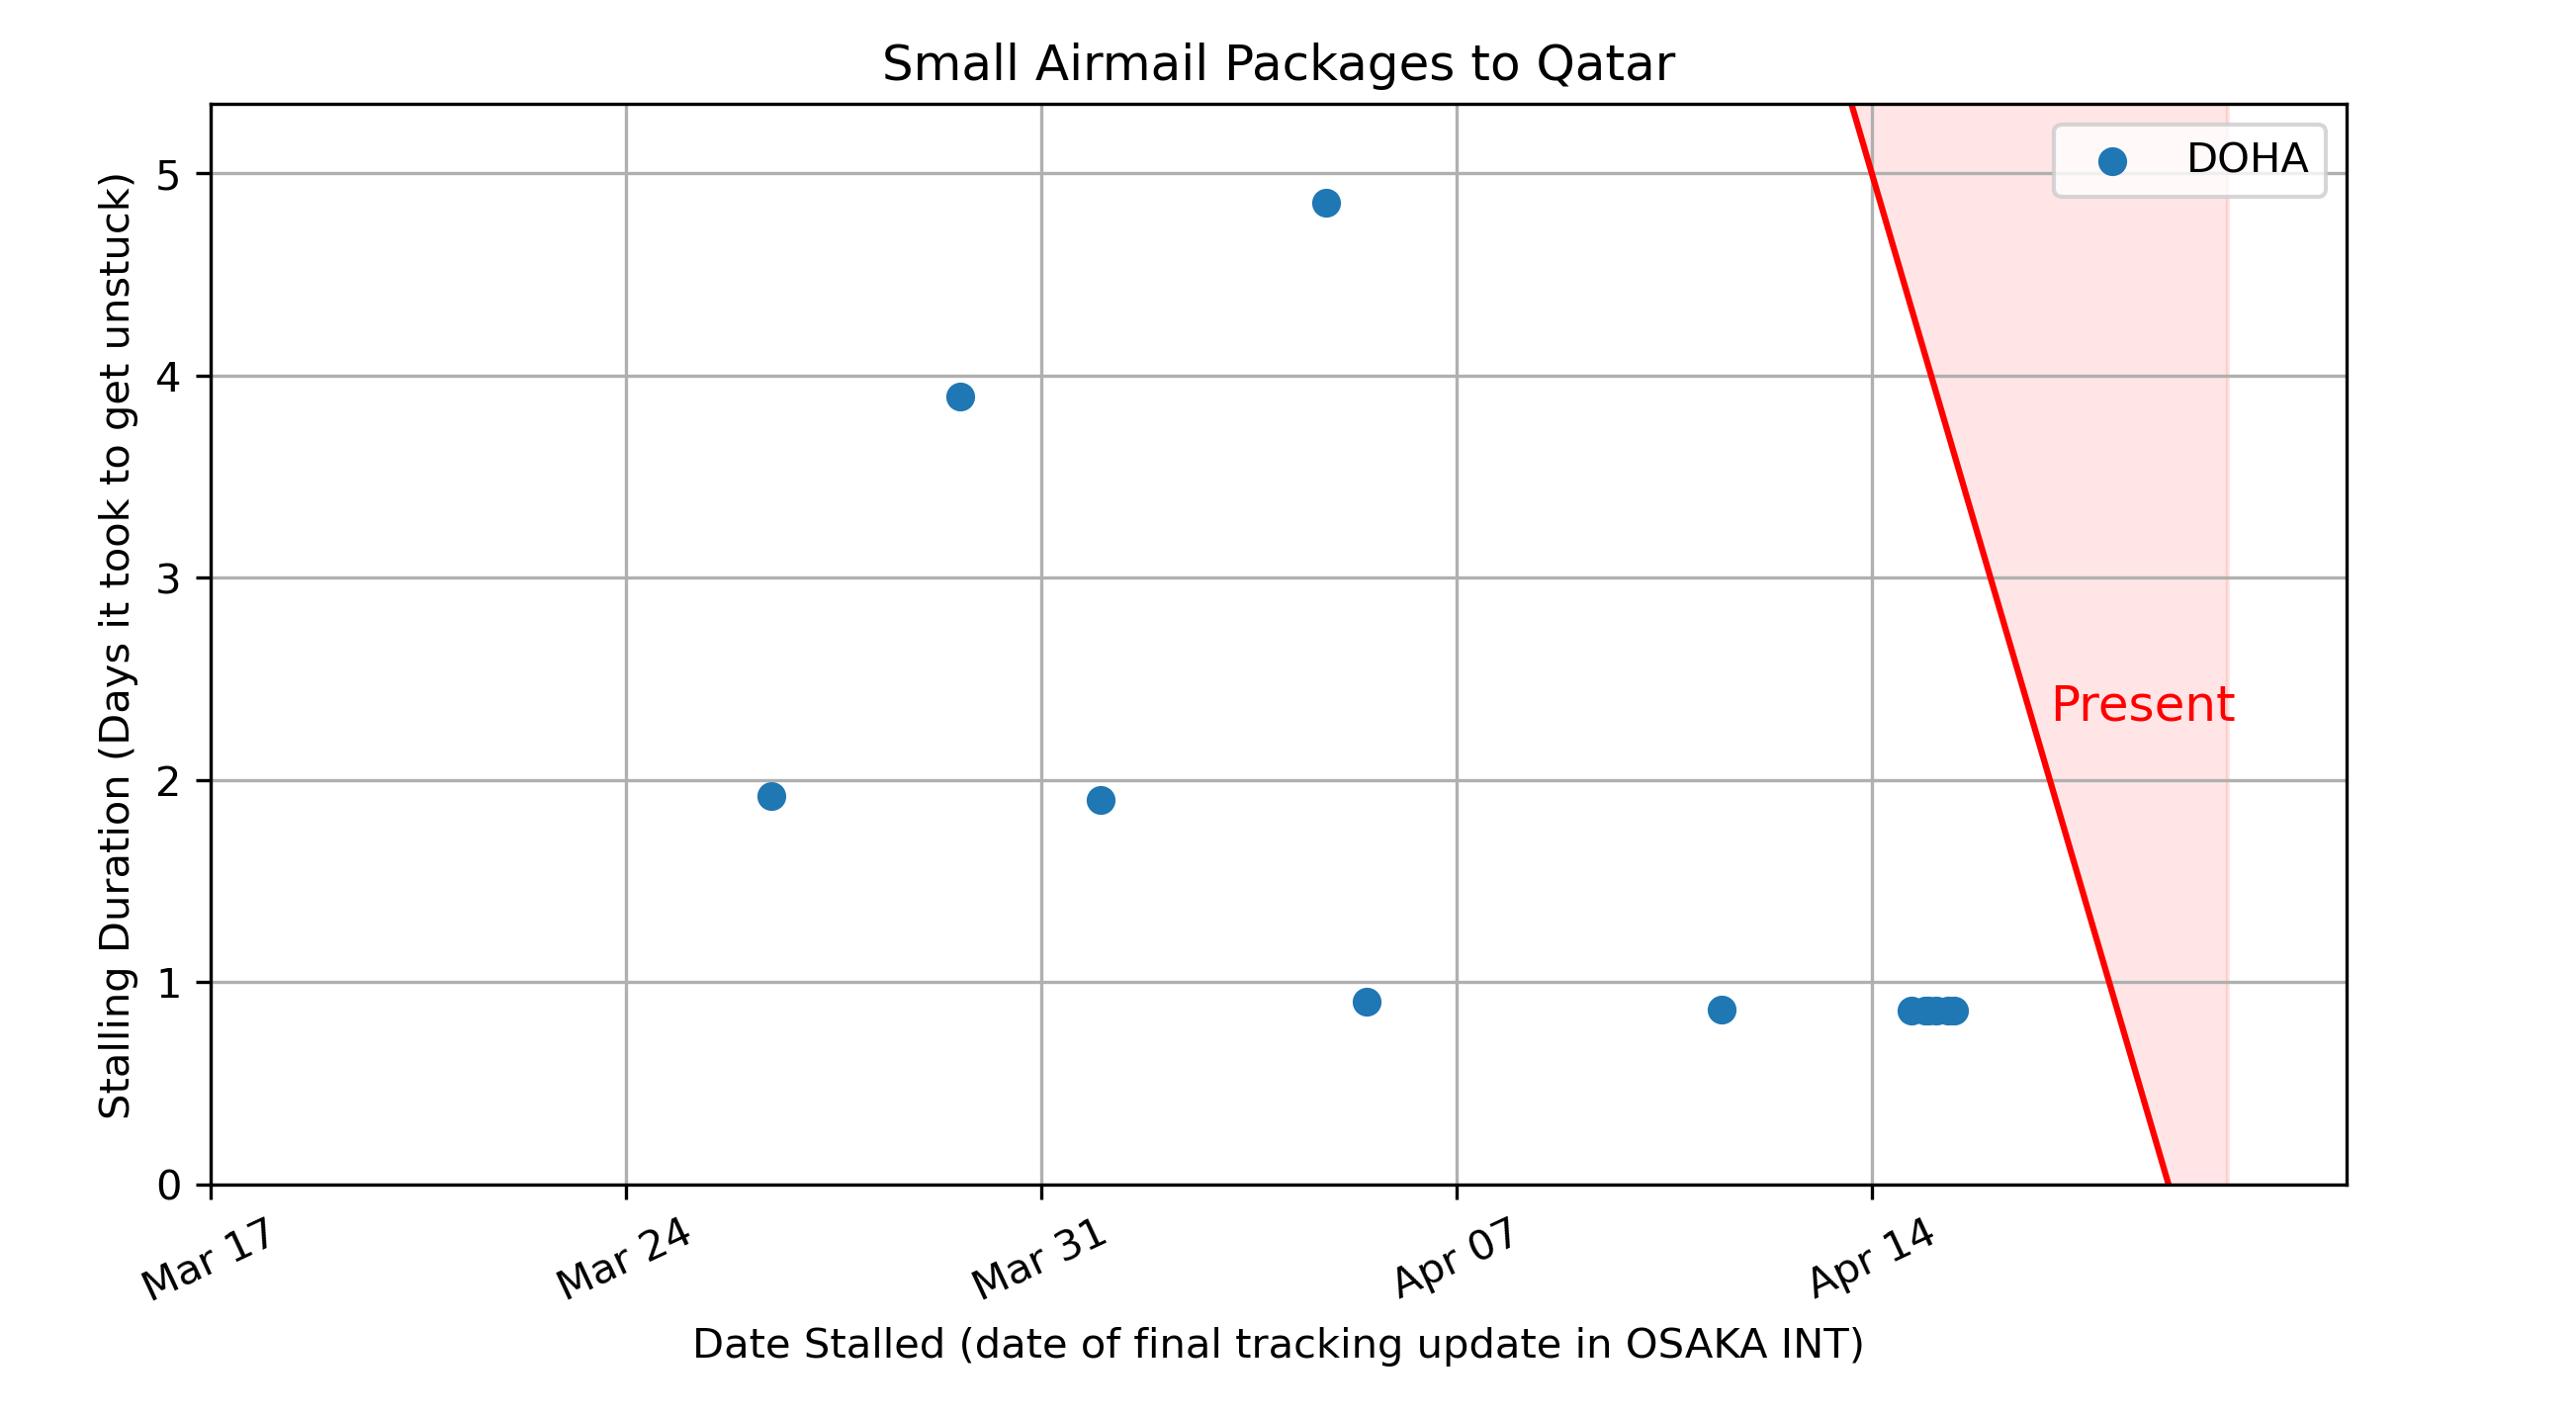 Small Airmail Packages to Qatar
DOHA
Present
Stalling Duration (Days it took to get unstuck)
5
4
3
2
1
0
Mar 17
Mar 24
Mar 31
Apr 07
Apr 14
Date Stalled (date of final tracking update in OSAKA INT)